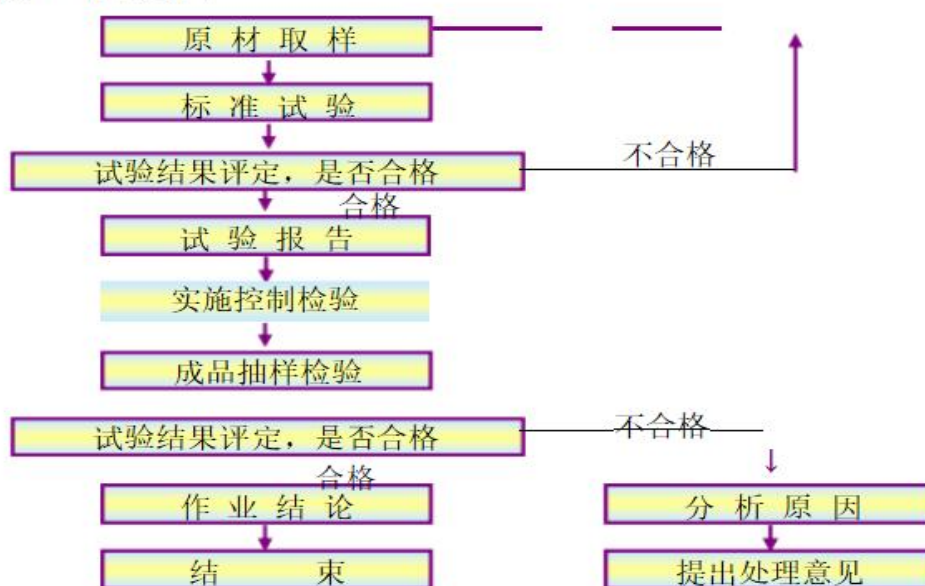 原 材 取 样
标 准 试 验
不合格
试验结果评定，是否合格
合格
试 验 报 告
实施控制检验
成品抽样检验
不合格
试验结果评定，是否合格
合格
作 业 结 论
分 析 原 因
结 束
提出处理意见